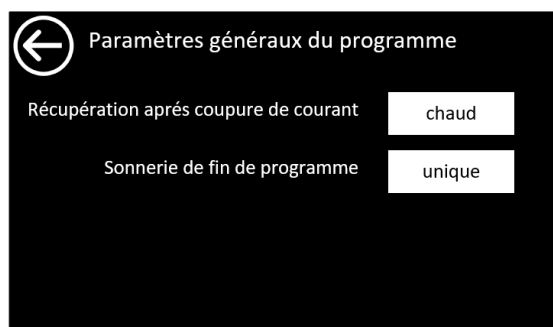 Paramètres généraux du programme
Récupération aprés coupure de courant chaud
Sonnerie de fin de programme unique